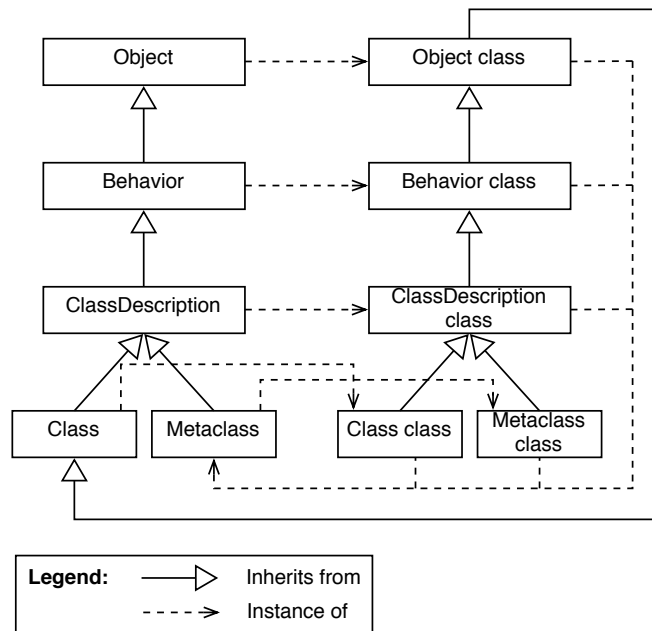 Object
Object class
Behavior
Behavior class
ClassDescription
ClassDescription
class
Class
Metaclass
Class class
Metaclass
class
Legend:
Inherits from
Instance of